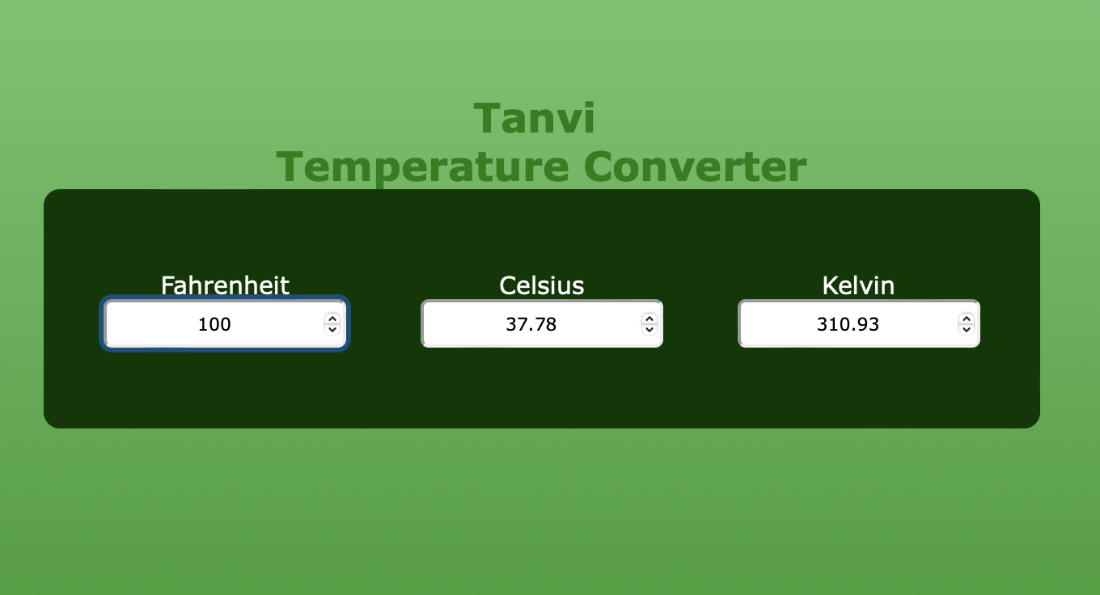 Tanvi
Temperature Converter
Fahrenheit Celsius Kelvin
100 37.78 310.93